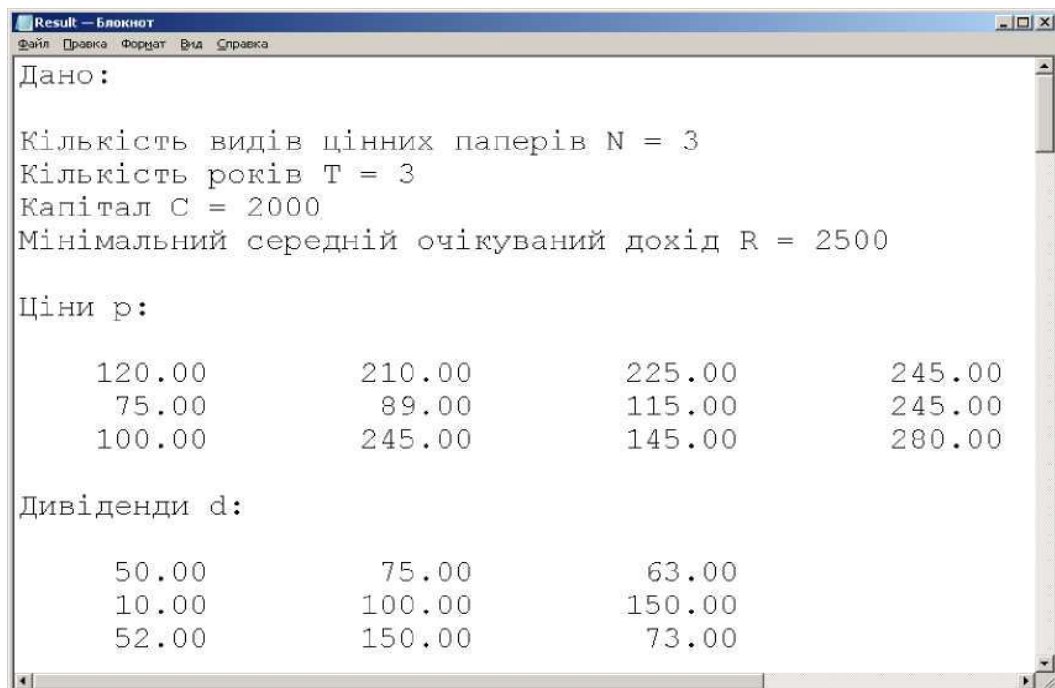 Result — Блокнот
Файл Правка Формат Вид Справка
Дано:
Кількість видів цінних паперів N = 3
Кількість років T = 3
Капітал C = 2000
Мінімальний середній очікуваний дохід R = 2500
Ціни p:
120.00 210.00 225.00 245.00
75.00 89.00 115.00 245.00
100.00 245.00 145.00 280.00
Дивіденди d:
50.00 75.00 63.00
10.00 100.00 150.00
52.00 150.00 73.00